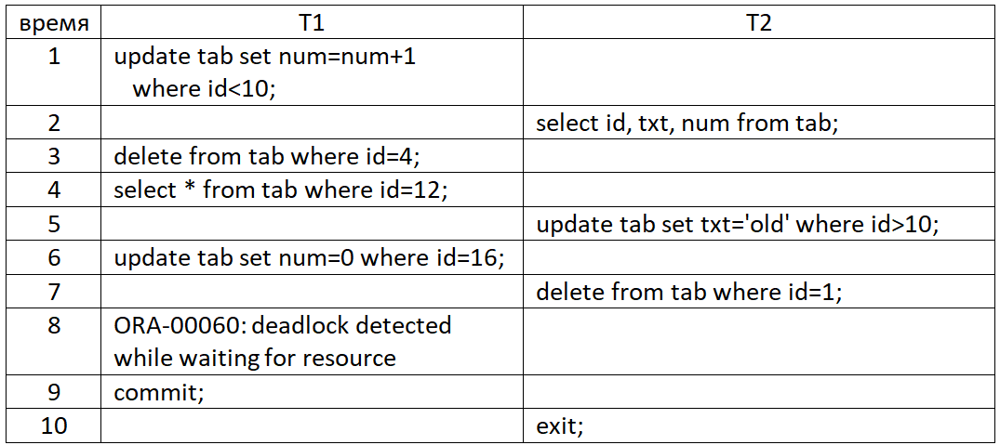 время T1 T2
1 update tab set num=num+1
where id<10;
2 select id, txt, num from tab;
3 delete from tab where id=4;
4 select * from tab where id=12;
5 update tab set txt='old' where id>10;
6 update tab set num=0 where id=16;
7 delete from tab where id=1;
8 ORA-00060: deadlock detected
while waiting for resource
9 commit;
10 exit;